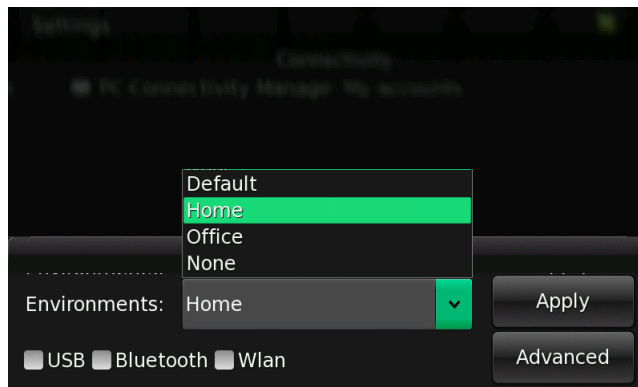 Settings
Connectivity
PC Connectivity Manage My accounts
Default
Home
Office
None
Environments: Home Apply
USB Bluetooth Wlan Advanced